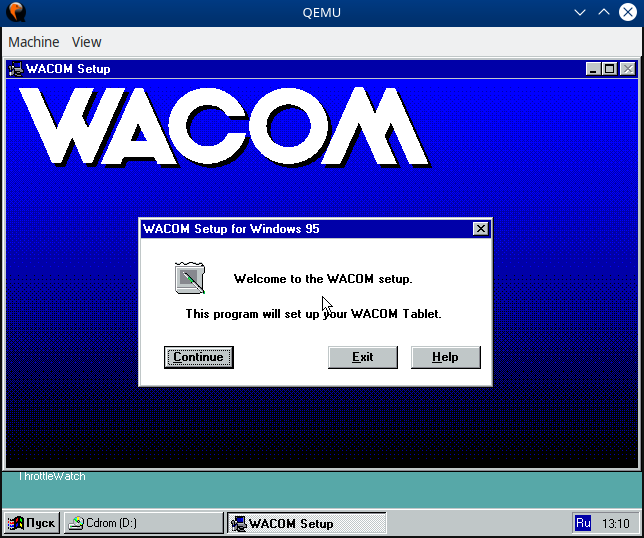 QEMU
Machine View
WACOM Setup
WACOM
WACOM Setup for Windows 95
Welcome to the WACOM setup.
This program will set up your WACOM Tablet.
Continue Exit Help
ThrottleWatch
Пуск Cdrom (D:) WACOM Setup Ru 13:10